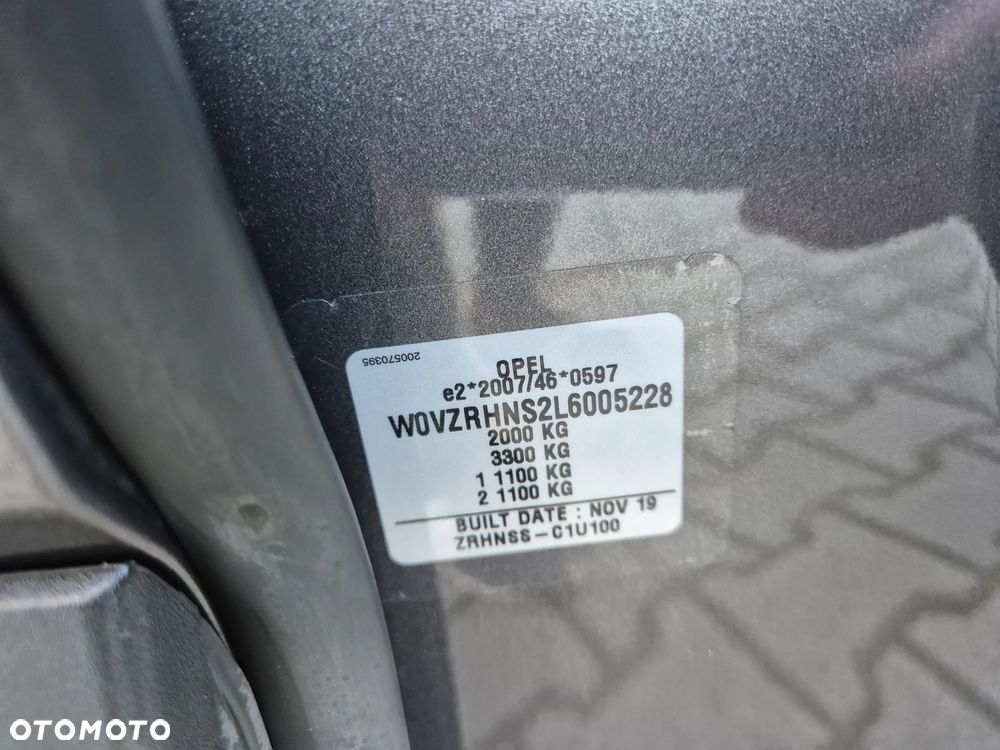 200570395
OPEL
e2*2007/46*0597
W0VZRHNS2L6005228
2000 KG
3300 KG
1 1100 KG
2 1100 KG
BUILT DATE : NOV 19
ZRHNSS-C1U100
OTOMOTO